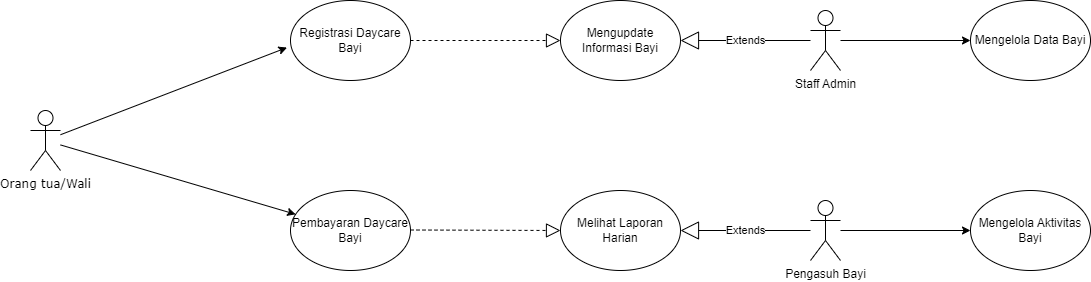 Registrasi Daycare
Bayi
Mengupdate
Informasi Bayi
Extends
Staff Admin
Mengelola Data Bayi
Orang tua/Wali
Pembayaran Daycare
Bayi
Melihat Laporan
Harian
Extends
Pengasuh Bayi
Mengelola Aktivitas
Bayi